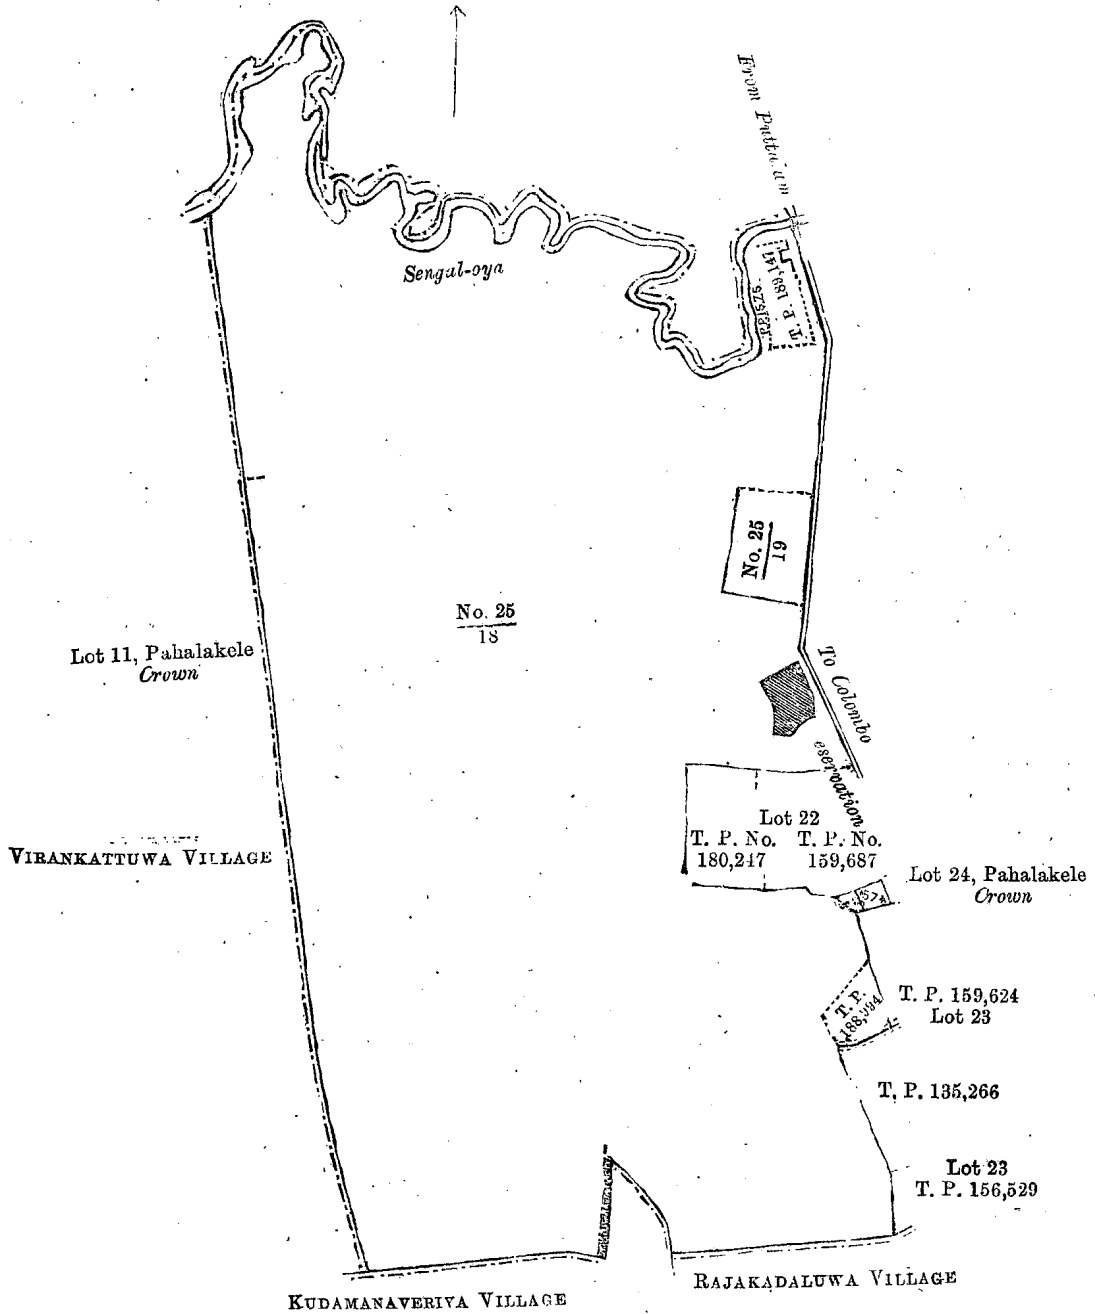 From Puttalam
Sengal-oya
T. P. 189,147
No. 25
19
No. 25
18
Lot 11, Pahalakele
Crown
To Colombo
eservation
Lot 22
T. P. No.
180,247
T. P. No.
159,687
VIRANKATTUWA VILLAGE
Lot 24, Pahalakele
Crown
T. P.
188,994
T. P. 159,624
Lot 23
T. P. 135,266
Lot 23
T. P. 156,529
RAJAKADALUWA VILLAGE
KUDAMANAVERIYA VILLAGE